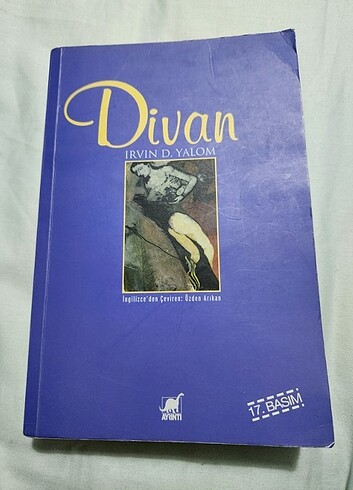 Divan
IRVIN D. YALOM
İngilizce'den Çeviren: Özden Arıkan
AYRINTI
17. BASIM